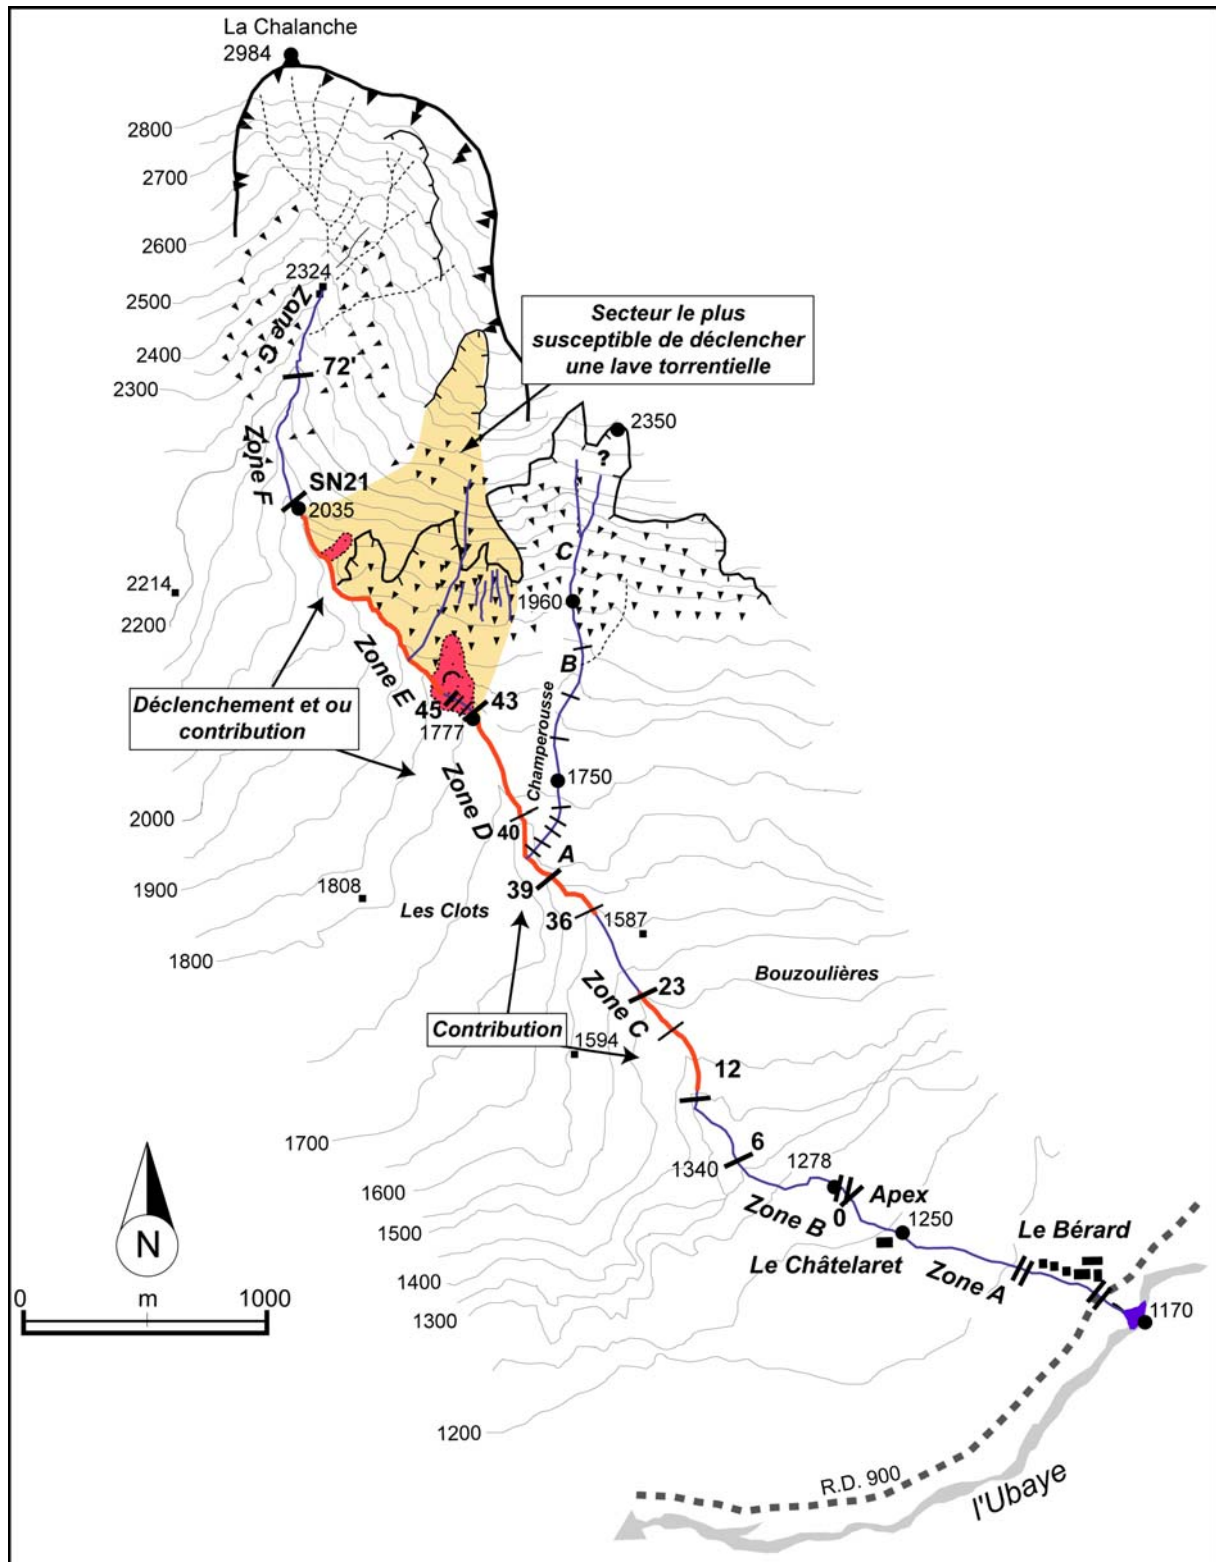 La Chalanche
2984
2800
2700
2600
2324
2500
2400
2300
Zone G
72'
Secteur le plus
susceptible de déclencher
une lave torrentielle
2350
?
Zone F
SN21
2035
C
2214
2200
1960
B
Zone E
C
Déclenchement et ou
contribution
45
43
1777
Champerousse
1750
Zone D
2000
40
A
1900
1808
39
Les Clots
36
1587
1800
Bouzoulières
23
Zone C
Contribution
1594
12
1700
6
1340
1278
1600
Apex
0
1250
Zone B
Le Bérard
1500
Le Châtelaret
Zone A
1400
1300
1170
N
0 m 1000
1200
R.D. 900
l'Ubaye